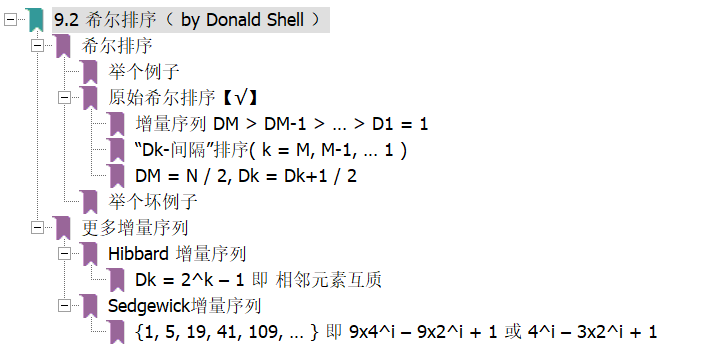 9.2 希尔排序（ by Donald Shell ）
希尔排序
举个例子
原始希尔排序【√】
增量序列 DM > DM-1 > … > D1 = 1
“Dk-间隔”排序( k = M, M-1, … 1 )
DM = N / 2, Dk = Dk+1 / 2
举个坏例子
更多增量序列
Hibbard 增量序列
Dk = 2^k – 1 即 相邻元素互质
Sedgewick增量序列
{1, 5, 19, 41, 109, … } 即 9x4^i – 9x2^i + 1 或 4^i – 3x2^i + 1